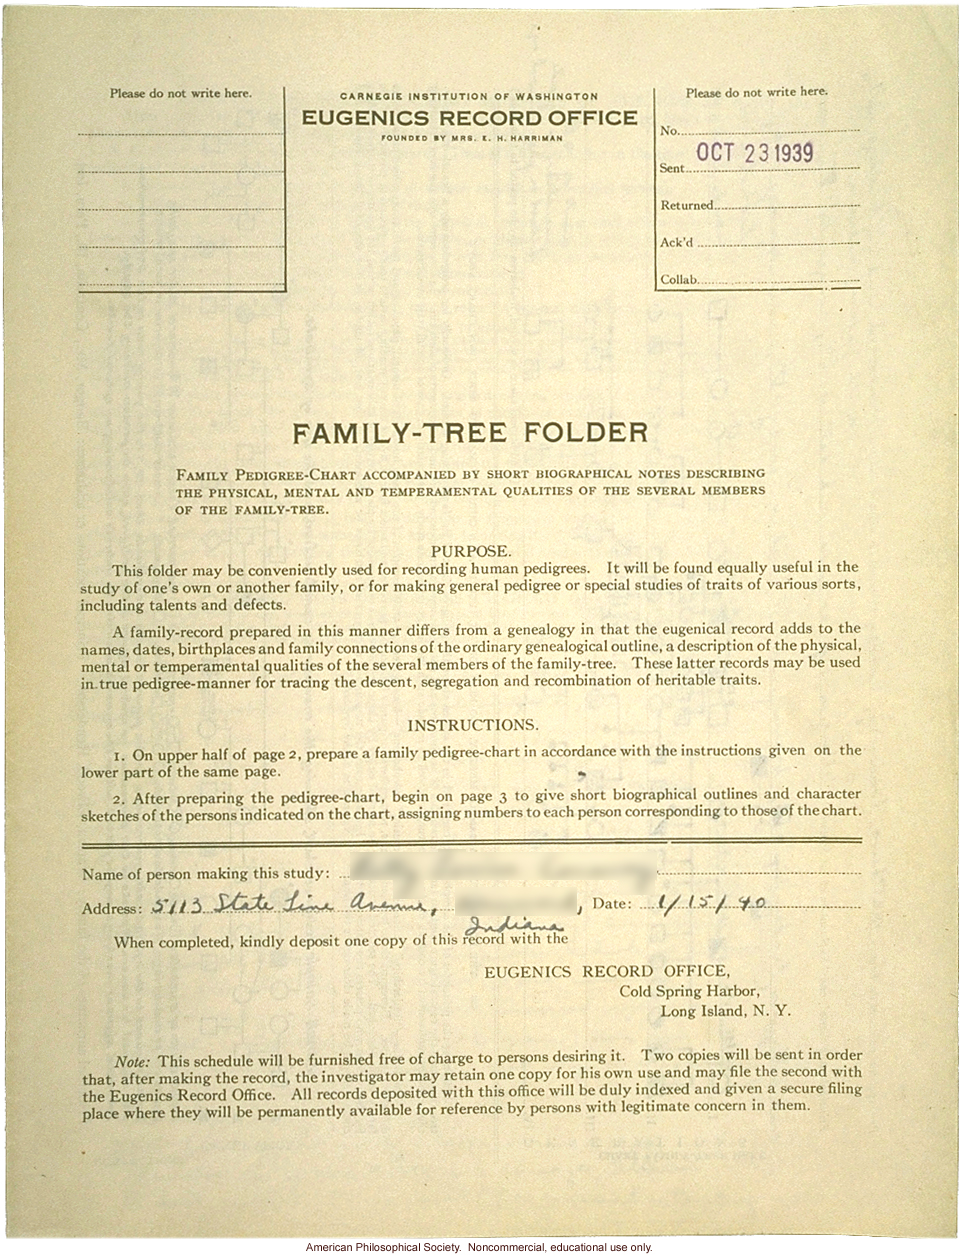 Please do not write here.
CARNEGIE INSTITUTION OF WASHINGTON
EUGENICS RECORD OFFICE
FOUNDED BY MRS. E. H. HARRIMAN
Please do not write here.
No.
Sent OCT 23 1939
Returned
Ack'd
Collab.
FAMILY-TREE FOLDER
FAMILY PEDIGREE-CHART ACCOMPANIED BY SHORT BIOGRAPHICAL NOTES DESCRIBING
THE PHYSICAL, MENTAL AND TEMPERAMENTAL QUALITIES OF THE SEVERAL MEMBERS
OF THE FAMILY-TREE.
PURPOSE.
This folder may be conveniently used for recording human pedigrees. It will be found equally useful in the
study of one's own or another family, or for making general pedigree or special studies of traits of various sorts,
including talents and defects.
A family-record prepared in this manner differs from a genealogy in that the eugenical record adds to the
names, dates, birthplaces and family connections of the ordinary genealogical outline, a description of the physical,
mental or temperamental qualities of the several members of the family-tree. These latter records may be used
in true pedigree-manner for tracing the descent, segregation and recombination of heritable traits.
INSTRUCTIONS.
1. On upper half of page 2, prepare a family pedigree-chart in accordance with the instructions given on the
lower part of the same page.
2. After preparing the pedigree-chart, begin on page 3 to give short biographical outlines and character
sketches of the persons indicated on the chart, assigning numbers to each person corresponding to those of the chart.
Name of person making this study:
Address: 5113 State Line Avenue, , Date: 1/15/40
Indiana
When completed, kindly deposit one copy of this record with the
EUGENICS RECORD OFFICE,
Cold Spring Harbor,
Long Island, N. Y.
Note: This schedule will be furnished free of charge to persons desiring it. Two copies will be sent in order
that, after making the record, the investigator may retain one copy for his own use and may file the second with
the Eugenics Record Office. All records deposited with this office will be duly indexed and given a secure filing
place where they will be permanently available for reference by persons with legitimate concern in them.
American Philosophical Society. Noncommercial, educational use only.